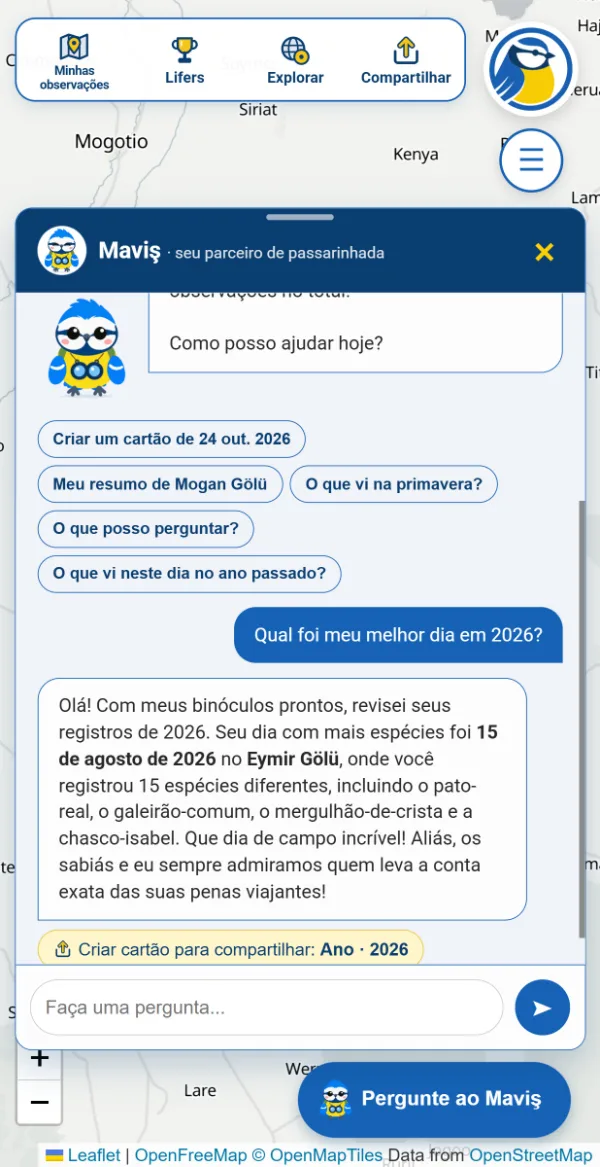 Minhas
observações
Lifers
Explorar
Compartilhar
Siriat
Mogotio
Kenya
Maviş · seu parceiro de passarinhada
×
observações no total.
Como posso ajudar hoje?
Criar um cartão de 24 out. 2026
Meu resumo de Mogan Gölü
O que vi na primavera?
O que posso perguntar?
O que vi neste dia no ano passado?
Qual foi meu melhor dia em 2026?
Olá! Com meus binóculos prontos, revisei seus
registros de 2026. Seu dia com mais espécies foi 15
de agosto de 2026 no Eymir Gölü, onde você
registrou 15 espécies diferentes, incluindo o pato-
real, o galeirão-comum, o mergulhão-de-crista e a
chasco-isabel. Que dia de campo incrível! Aliás, os
sabiás e eu sempre admiramos quem leva a conta
exata das suas penas viajantes!
Criar cartão para compartilhar: Ano · 2026
Faça uma pergunta...
+
−
Lare
Pergunte ao Maviş
Leaflet | OpenFreeMap © OpenMapTiles Data from OpenStreetMap